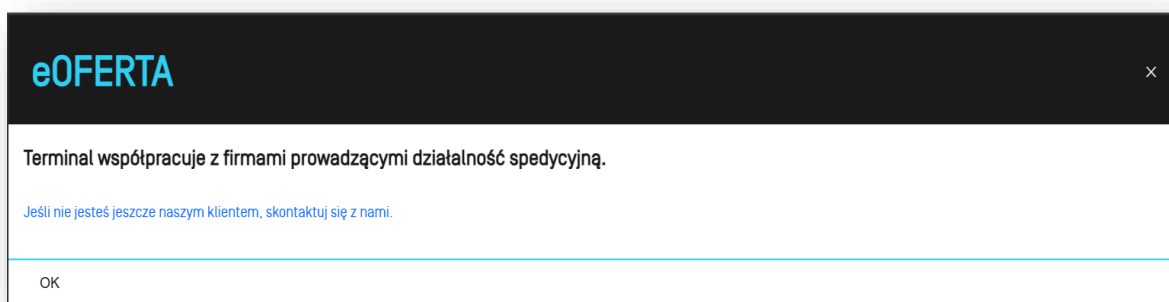 eOFERTA
X
Terminal współpracuje z firmami prowadzącymi działalność spedycyjną.
Jeśli nie jesteś jeszcze naszym klientem, skontaktuj się z nami.
OK